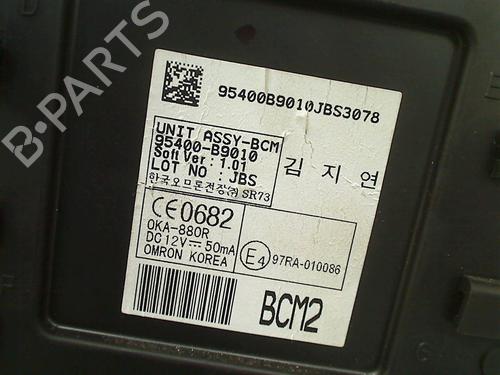 B-PARTS
95400B9010JBS3078
UNIT ASSY-BCM
95400-B9010
Soft Ver : 1.01
LOT NO : JBS
한국오므론전장㈜ SR73
김 지 연
CE0682
OKA-880R
DC12V⎓50mA
OMRON KOREA
E4 97RA-010086
BCM2